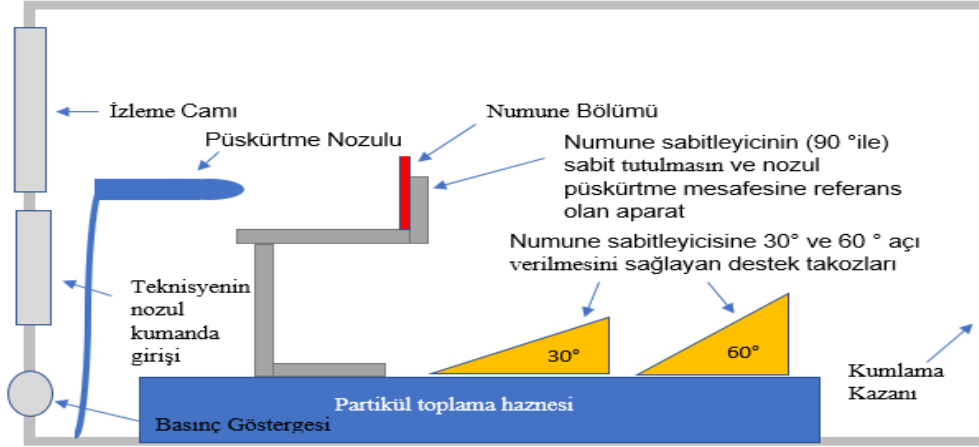 İzleme Camı
Püskürtme Nozulu
Numune Bölümü
Numune sabitleyicinin (90 °ile)
sabit tutulmasın ve nozul
püskürtme mesafesine referans
olan aparat
Numune sabitleyicisine 30° ve 60 ° açı
verilmesini sağlayan destek takozları
Teknisyenin
nozul
kumanda
girişi
30°
60°
Kumlama
Kazanı
Partikül toplama haznesi
Basınç Göstergesi